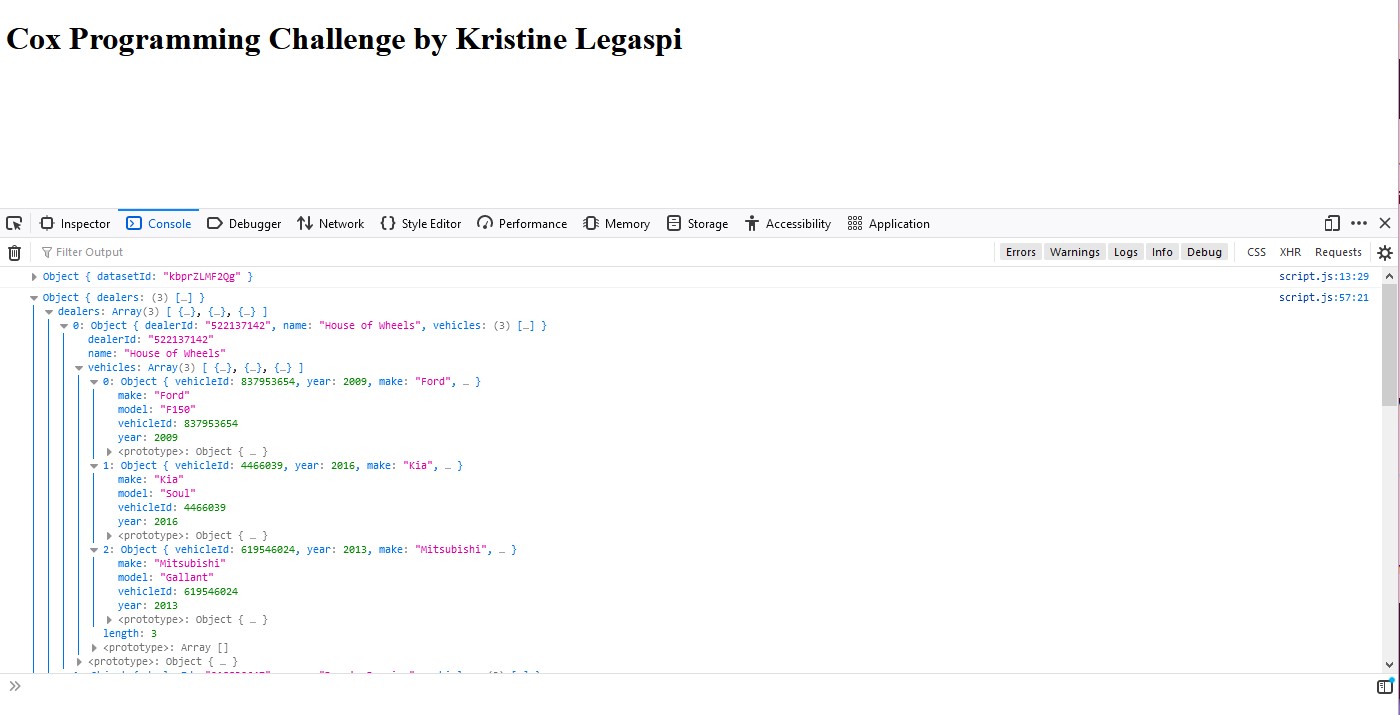 Cox Programming Challenge by Kristine Legaspi
Inspector Console Debugger Network Style Editor Performance Memory Storage Accessibility Application
Filter Output Errors Warnings Logs Info Debug CSS XHR Requests
Object { datasetId: "kbprZLMF2Qg" } script.js:13:29
Object { dealers: (3) […] } script.js:57:21
dealers: Array(3) [ {…}, {…}, {…} ]
0: Object { dealerId: "522137142", name: "House of Wheels", vehicles: (3) […] }
dealerId: "522137142"
name: "House of Wheels"
vehicles: Array(3) [ {…}, {…}, {…} ]
0: Object { vehicleId: 837953654, year: 2009, make: "Ford", … }
make: "Ford"
model: "F150"
vehicleId: 837953654
year: 2009
<prototype>: Object { … }
1: Object { vehicleId: 4466039, year: 2016, make: "Kia", … }
make: "Kia"
model: "Soul"
vehicleId: 4466039
year: 2016
<prototype>: Object { … }
2: Object { vehicleId: 619546024, year: 2013, make: "Mitsubishi", … }
make: "Mitsubishi"
model: "Gallant"
vehicleId: 619546024
year: 2013
<prototype>: Object { … }
length: 3
<prototype>: Array []
<prototype>: Object { … }